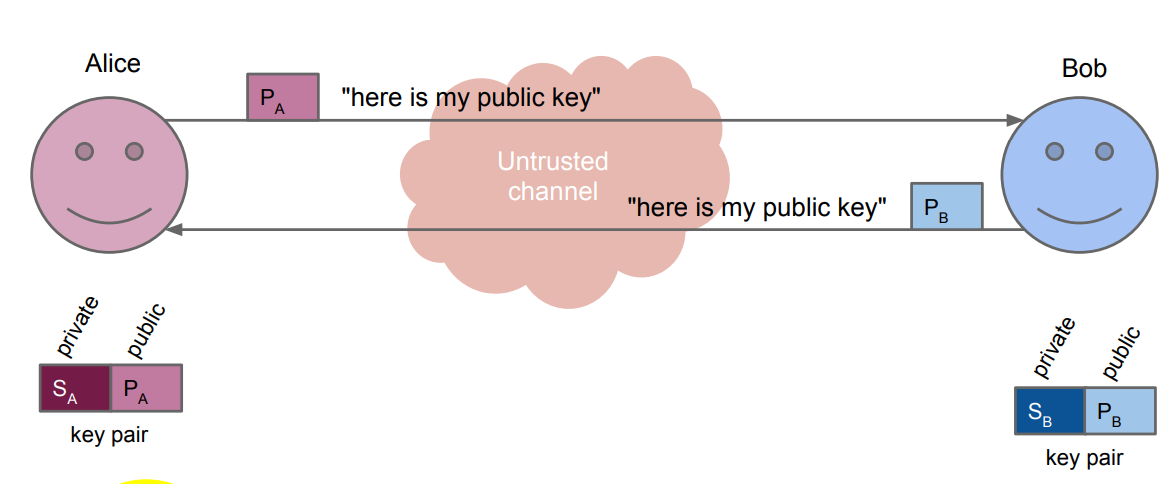 Alice
Bob
P_A
"here is my public key"
Untrusted
channel
"here is my public key"
P_B
private
public
S_A
P_A
key pair
private
public
S_B
P_B
key pair